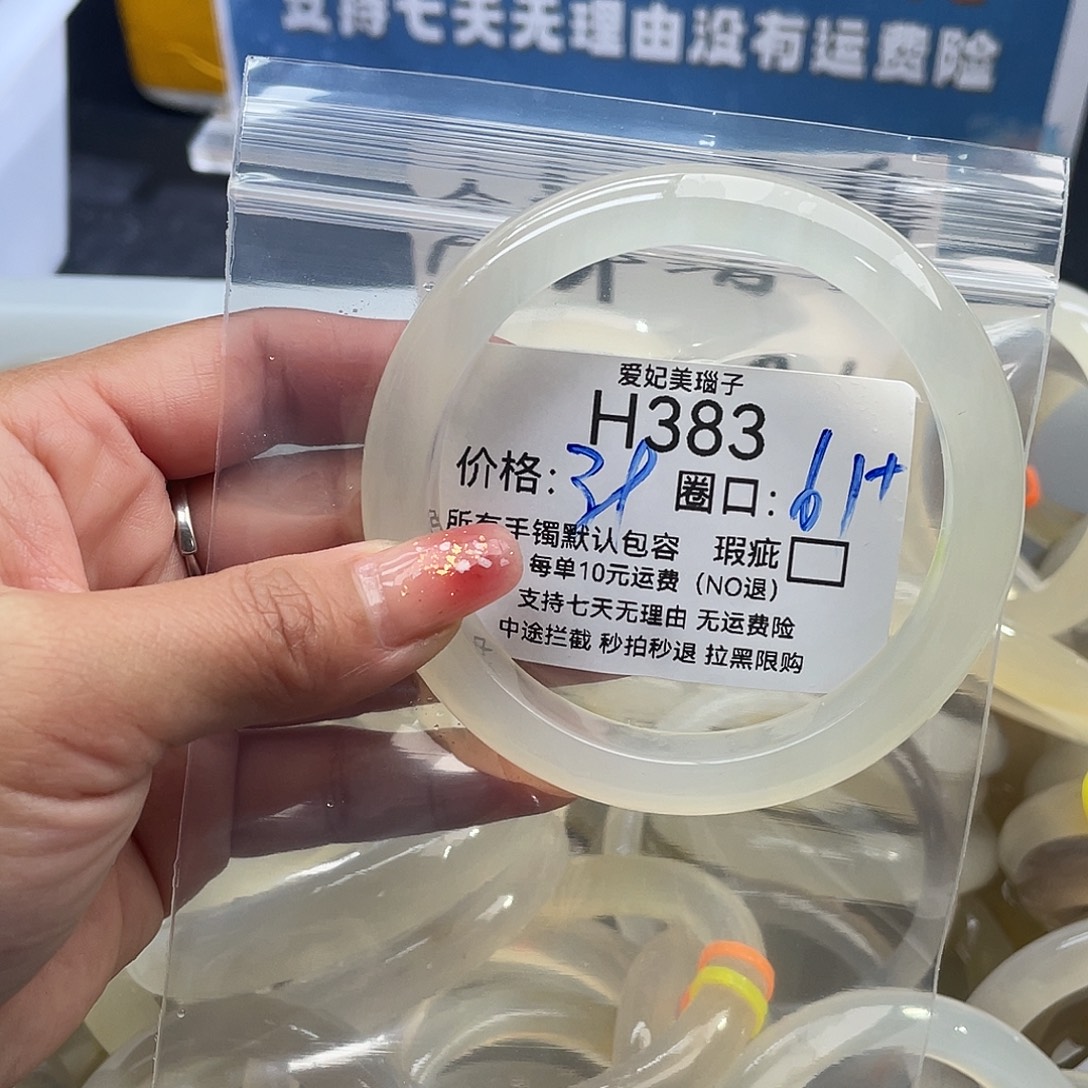 支持七天无理由没有运费险
爱妃美瑙子
H383
价格: 圈口: 61+
所有手镯默认包容 瑕疵
每单10元运费 (NO退)
支持七天无理由 无运费险
中途拦截 秒拍秒退 拉黑限购